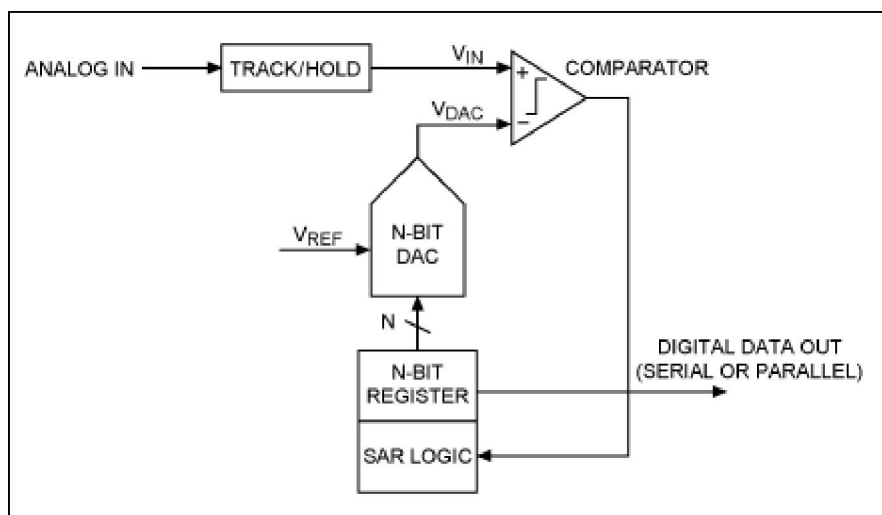 ANALOG IN
TRACK/HOLD
VIN
COMPARATOR
+
VDAC
−
VREF
N-BIT
DAC
N
N-BIT
REGISTER
DIGITAL DATA OUT
(SERIAL OR PARALLEL)
SAR LOGIC